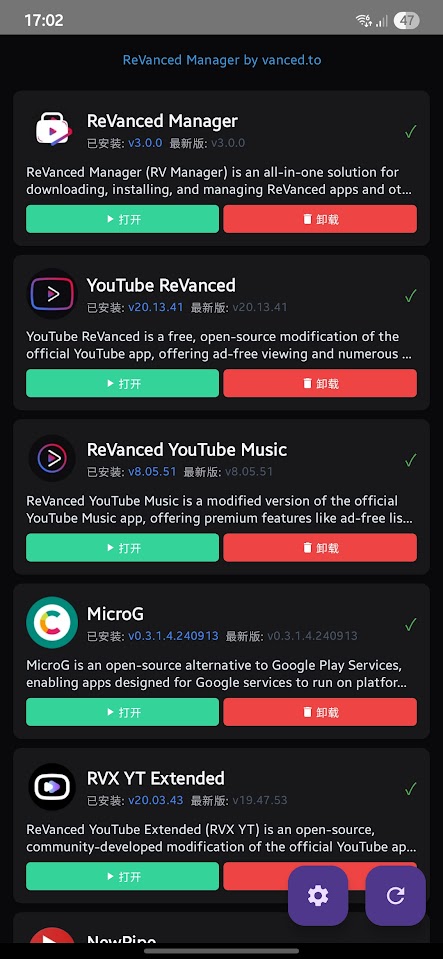 17:02
47
ReVanced Manager by vanced.to
ReVanced Manager
已安装: v3.0.0 最新版: v3.0.0
ReVanced Manager (RV Manager) is an all-in-one solution for
downloading, installing, and managing ReVanced apps and ot...
打开 卸载
YouTube ReVanced
已安装: v20.13.41 最新版: v20.13.41
YouTube ReVanced is a free, open-source modification of the
official YouTube app, offering ad-free viewing and numerous ...
打开 卸载
ReVanced YouTube Music
已安装: v8.05.51 最新版: v8.05.51
ReVanced YouTube Music is a modified version of the official
YouTube Music app, offering premium features like ad-free lis...
打开 卸载
MicroG
已安装: v0.3.1.4.240913 最新版: v0.3.1.4.240913
MicroG is an open-source alternative to Google Play Services,
enabling apps designed for Google services to run on platfor...
打开 卸载
RVX YT Extended
已安装: v20.03.43 最新版: v19.47.53
ReVanced YouTube Extended (RVX YT) is an open-source,
community-developed modification of the official YouTube ap...
打开
NewPipe